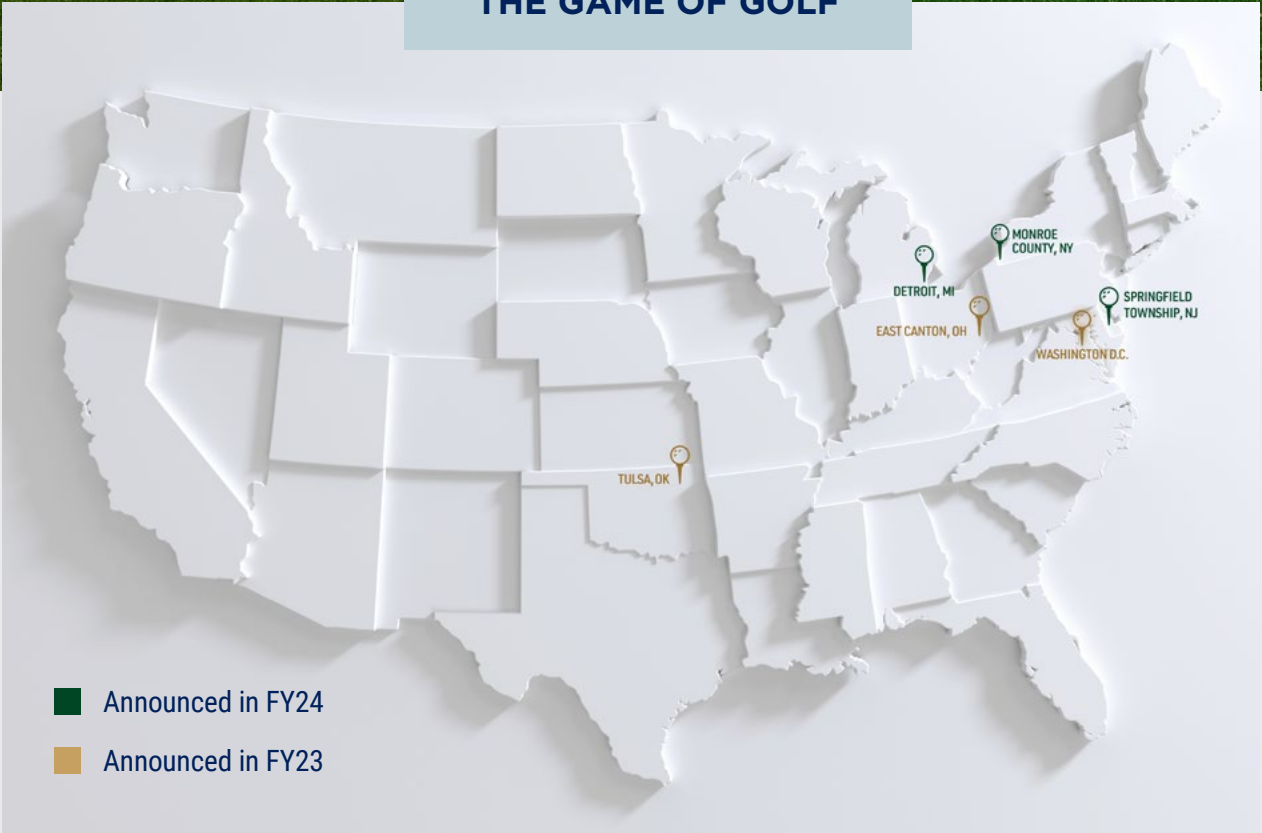 THE GAME OF GOLF
MONROE
COUNTY, NY
DETROIT, MI
SPRINGFIELD
TOWNSHIP, NJ
EAST CANTON, OH
WASHINGTON D.C.
TULSA, OK
Announced in FY24
Announced in FY23